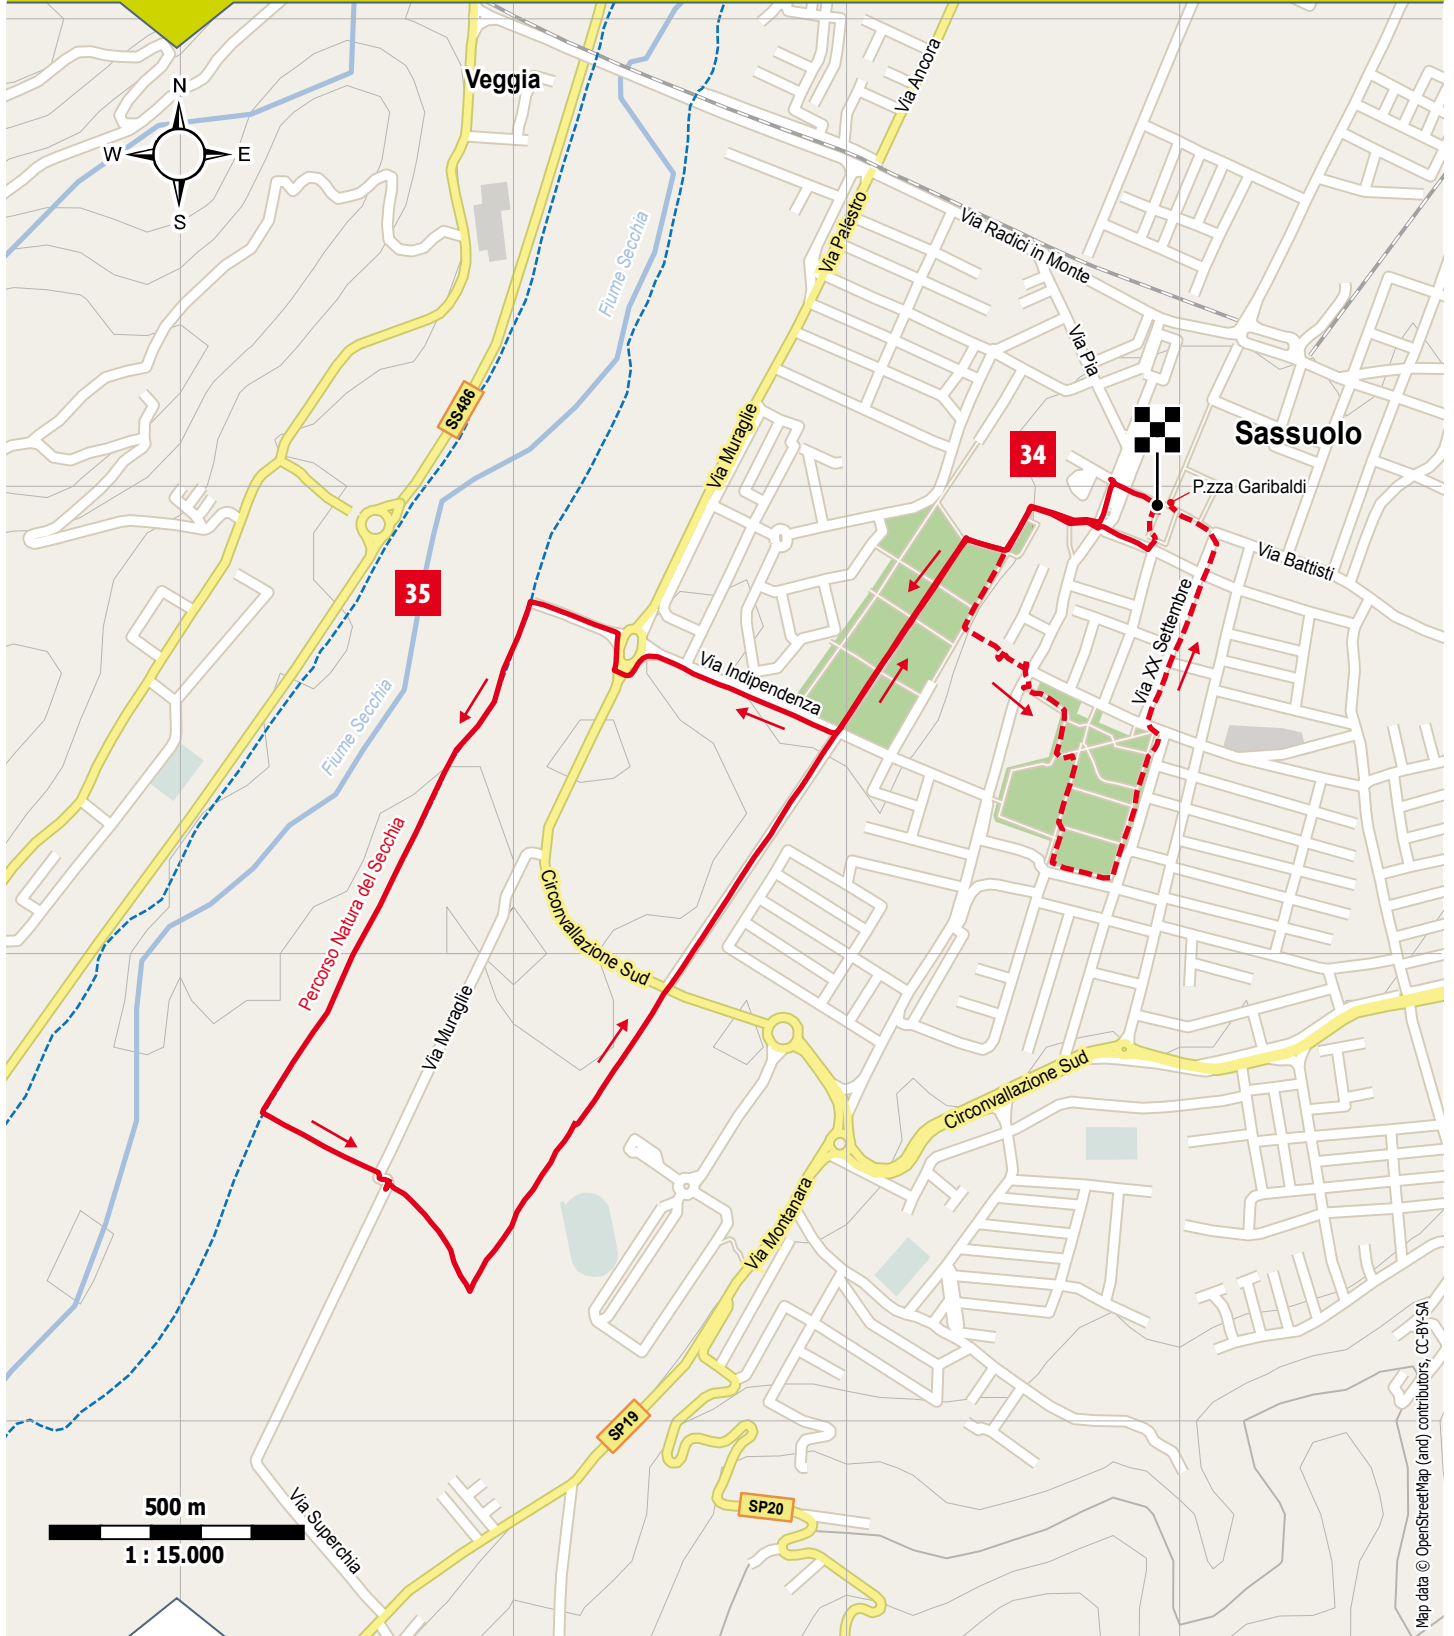 Veggia
N
W
E
S
Via Ancora
Via Palestro
Via Radici in Monte
Fiume Secchia
Via Pia
SS486
Via Muraglie
Sassuolo
34
P.zza Garibaldi
Via Battisti
35
Via XX Settembre
Via Indipendenza
Fiume Secchia
Percorso Natura del Secchia
Circonvallazione Sud
Via Muraglie
Circonvallazione Sud
Via Montanara
SP19
SP20
Via Superchia
500 m
1 : 15.000
Map data © OpenStreetMap (and) contributors, CC-BY-SA